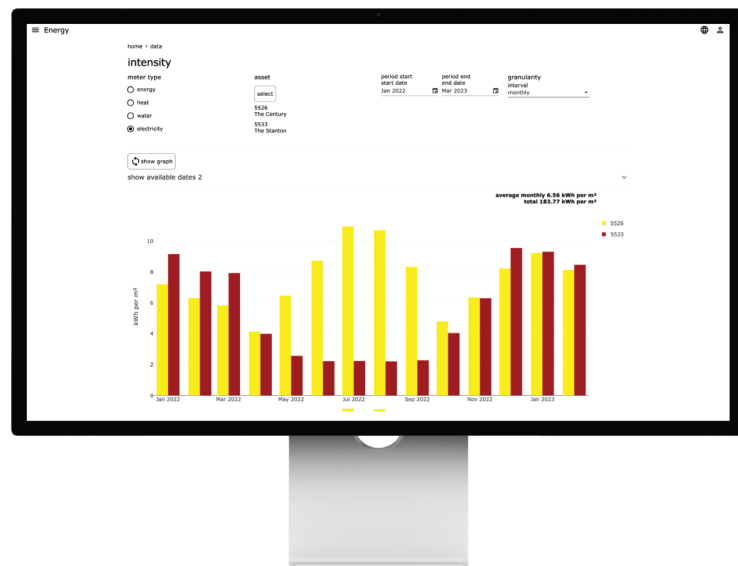 Energy
home › data
intensity
meter type
energy
heat
water
electricity
asset
select
5526
The Century
5533
The Stanton
period start
start date
Jan 2022
period end
end date
Mar 2023
granularity
interval
monthly
show graph
show available dates 2
average monthly 6.56 kWh per m²
total 183.77 kWh per m²
5526
5533
kWh per m²
10
8
6
4
2
0
Jan 2022 Mar 2022 May 2022 Jul 2022 Sep 2022 Nov 2022 Jan 2023